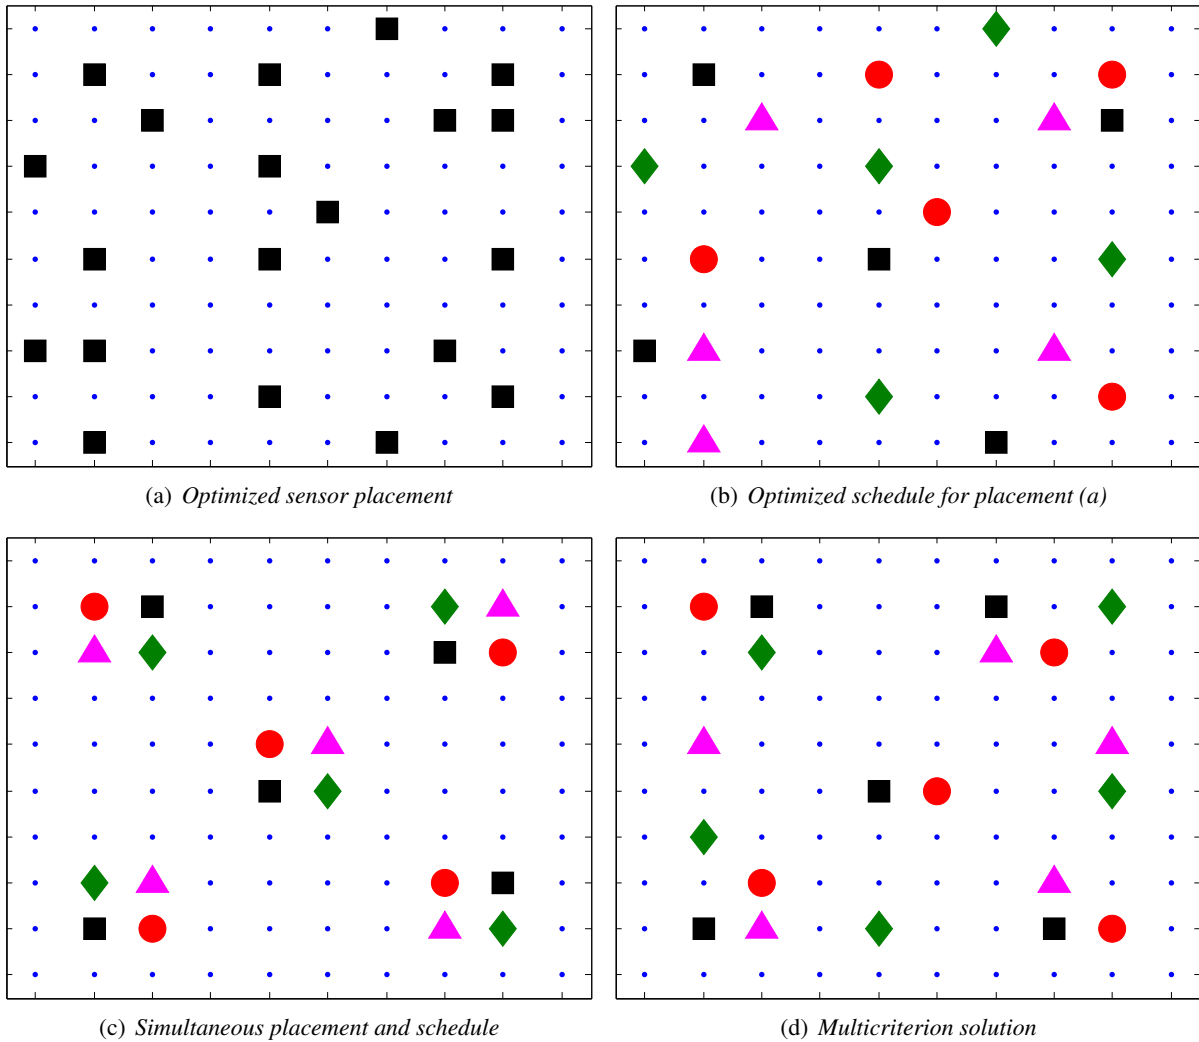 (a) Optimized sensor placement
(b) Optimized schedule for placement (a)
(c) Simultaneous placement and schedule
(d) Multicriterion solution